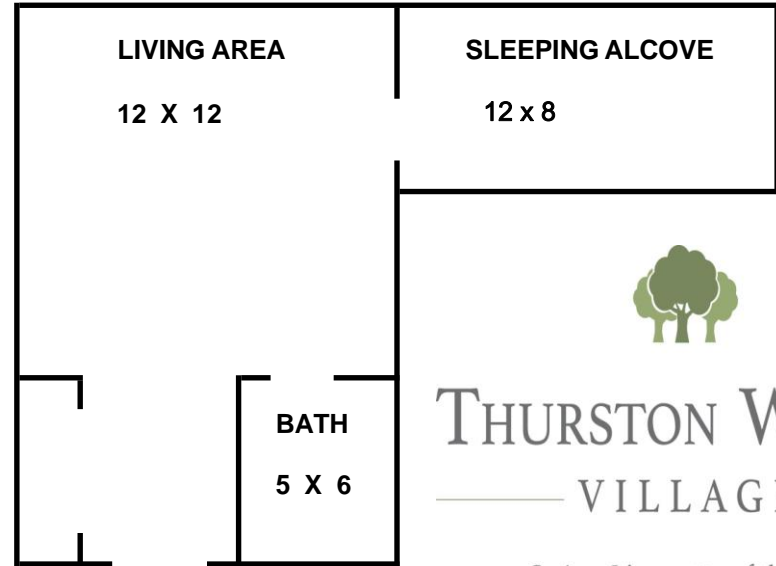 LIVING AREA
12 X 12
SLEEPING ALCOVE
12 x 8
BATH
5 X 6
THURSTON
VILLAG